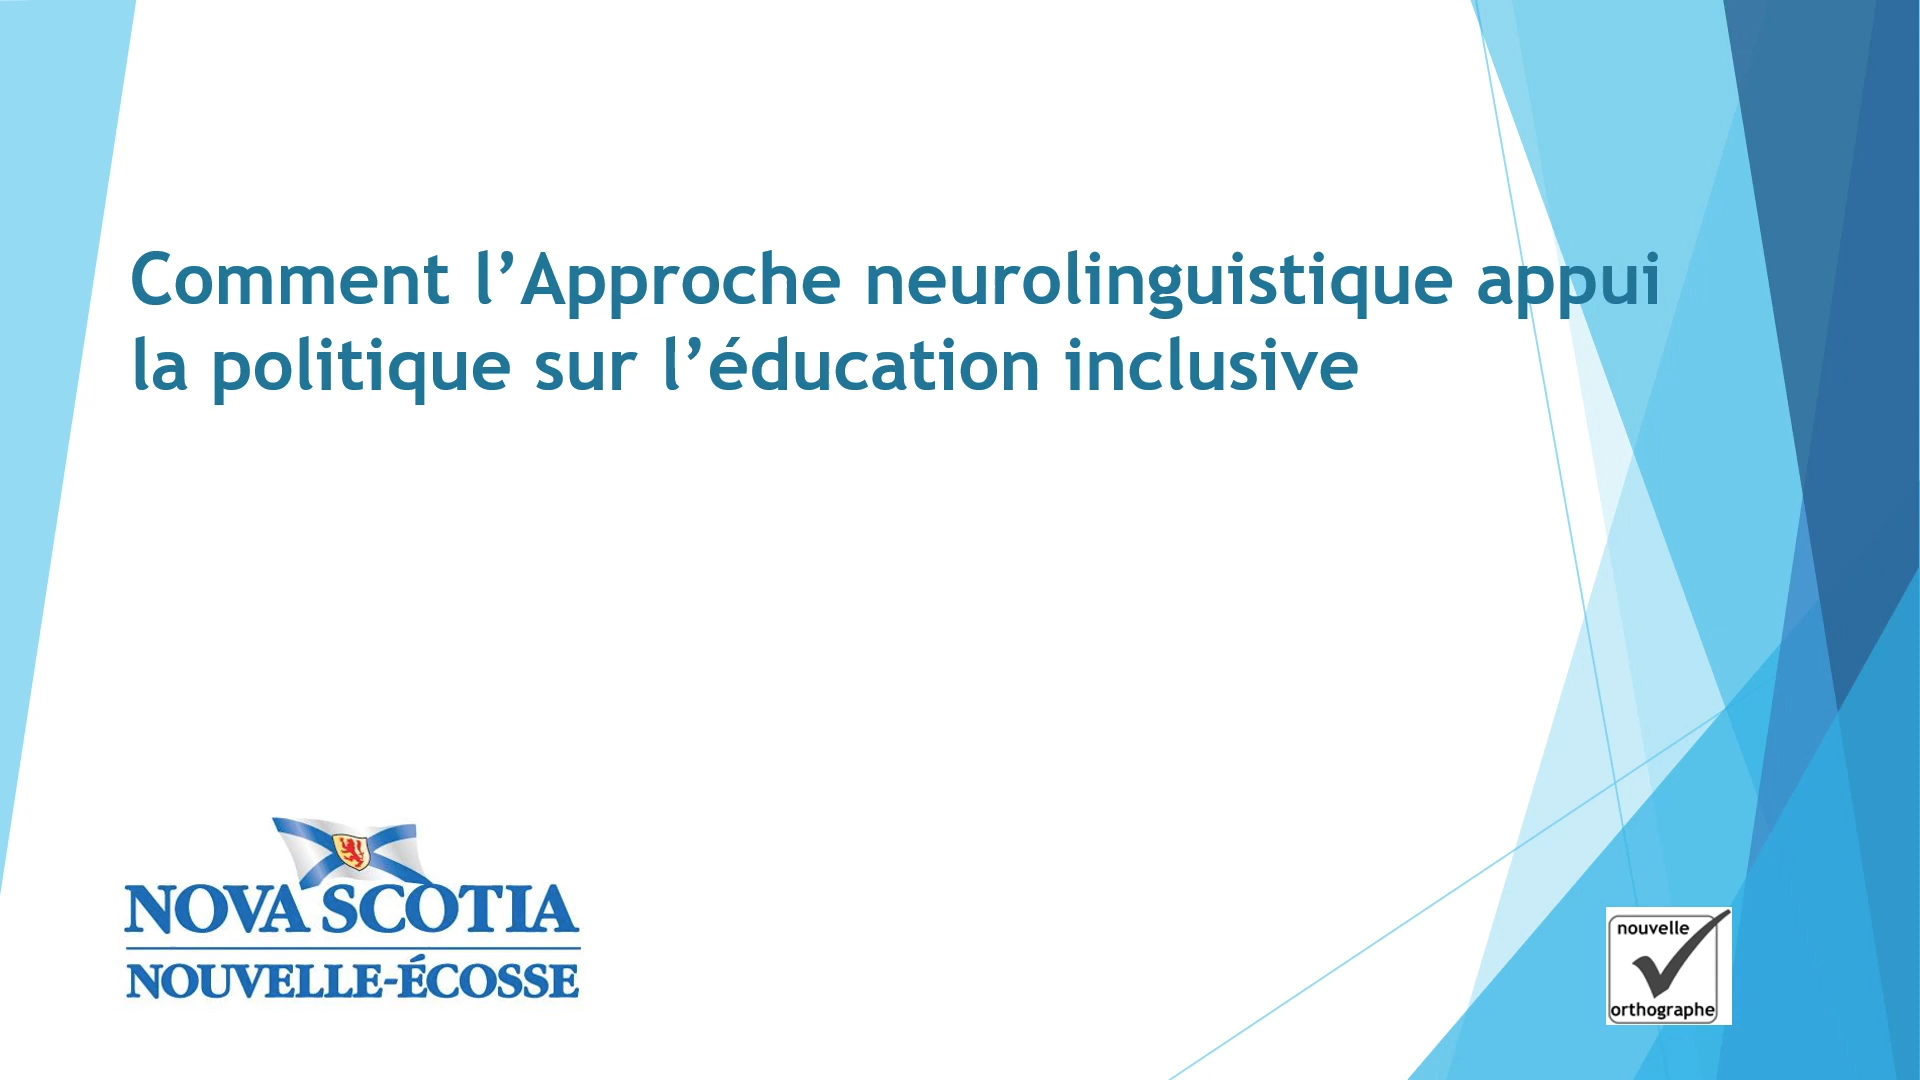 Comment l’Approche neurolinguistique appui
la politique sur l’éducation inclusive
NOVA SCOTIA
NOUVELLE-ÉCOSSE
nouvelle
orthographe